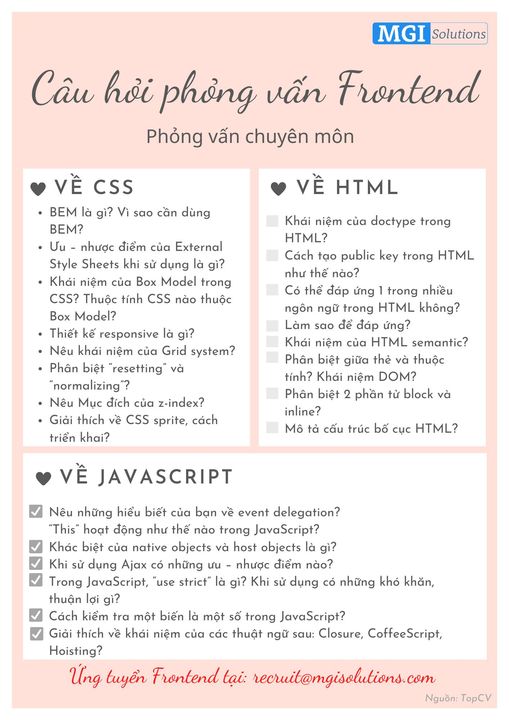 MGI Solutions
Câu hỏi phỏng vấn Frontend
Phỏng vấn chuyên môn
VỀ CSS
BEM là gì? Vì sao cần dùng
BEM?
Ưu – nhược điểm của External
Style Sheets khi sử dụng là gì?
Khái niệm của Box Model trong
CSS? Thuộc tính CSS nào thuộc
Box Model?
Thiết kế responsive là gì?
Nêu khái niệm của Grid system?
Phân biệt “resetting” và
“normalizing”?
Nêu Mục đích của z-index?
Giải thích về CSS sprite, cách
triển khai?
VỀ HTML
Khái niệm của doctype trong
HTML?
Cách tạo public key trong HTML
như thế nào?
Có thể đáp ứng 1 trong nhiều
ngôn ngữ trong HTML không?
Làm sao để đáp ứng?
Khái niệm của HTML semantic?
Phân biệt giữa thẻ và thuộc
tính? Khái niệm DOM?
Phân biệt 2 phần tử block và
inline?
Mô tả cấu trúc bố cục HTML?
VỀ JAVASCRIPT
Nêu những hiểu biết của bạn về event delegation?
“This” hoạt động như thế nào trong JavaScript?
Khác biệt của native objects và host objects là gì?
Khi sử dụng Ajax có những ưu – nhược điểm nào?
Trong JavaScript, “use strict” là gì? Khi sử dụng có những khó khăn,
thuận lợi gì?
Cách kiểm tra một biến là một số trong JavaScript?
Giải thích về khái niệm của các thuật ngữ sau: Closure, CoffeeScript,
Hoisting?
Ứng tuyển Frontend tại: recruit@mgisolutions.com
Nguồn: TopCV